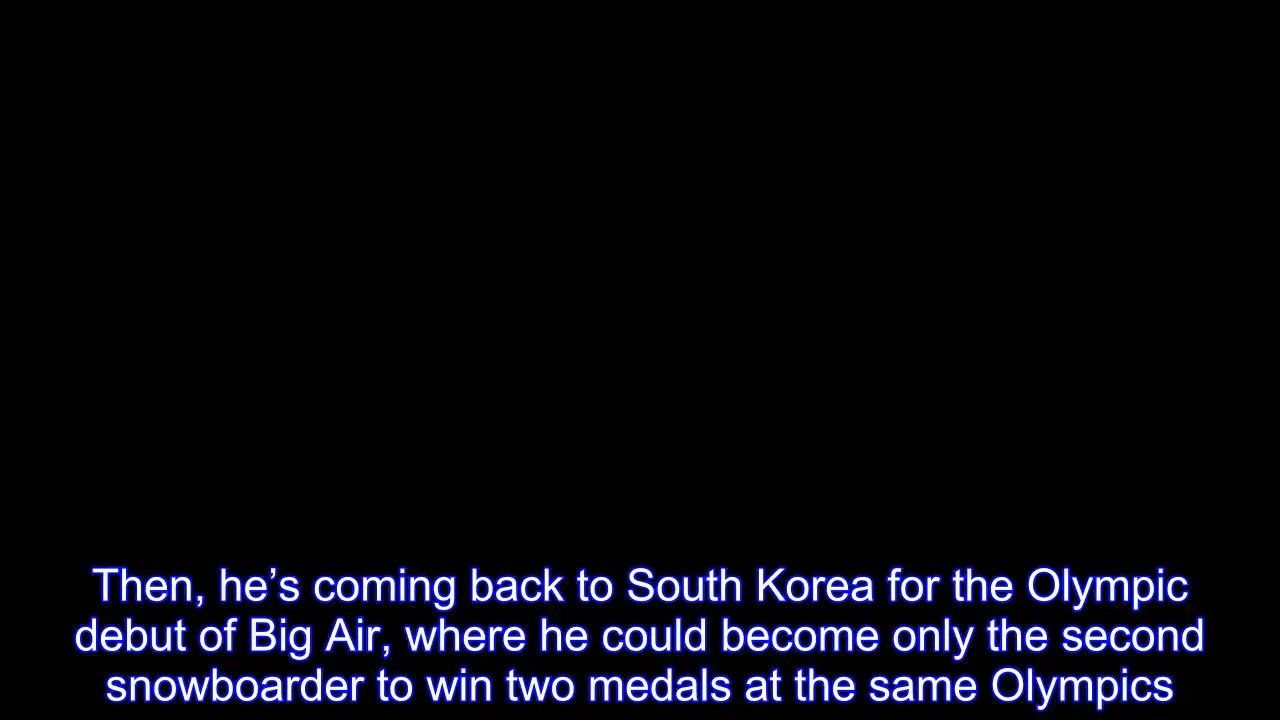 Then, he’s coming back to South Korea for the Olympic
debut of Big Air, where he could become only the second
snowboarder to win two medals at the same Olympics